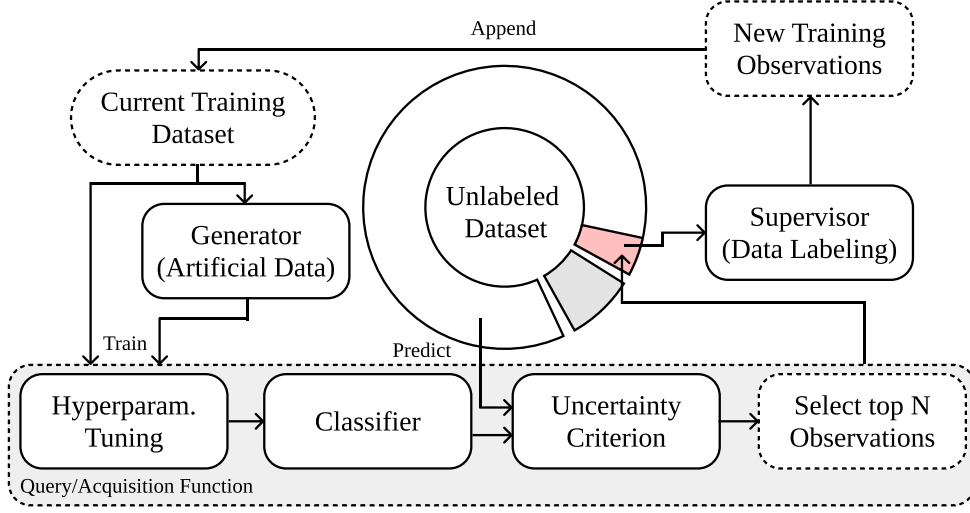 Append
New Training
Observations
Current Training
Dataset
Unlabeled
Dataset
Supervisor
(Data Labeling)
Generator
(Artificial Data)
Train
Predict
Hyperparam.
Tuning
Classifier
Uncertainty
Criterion
Select top N
Observations
Query/Acquisition Function